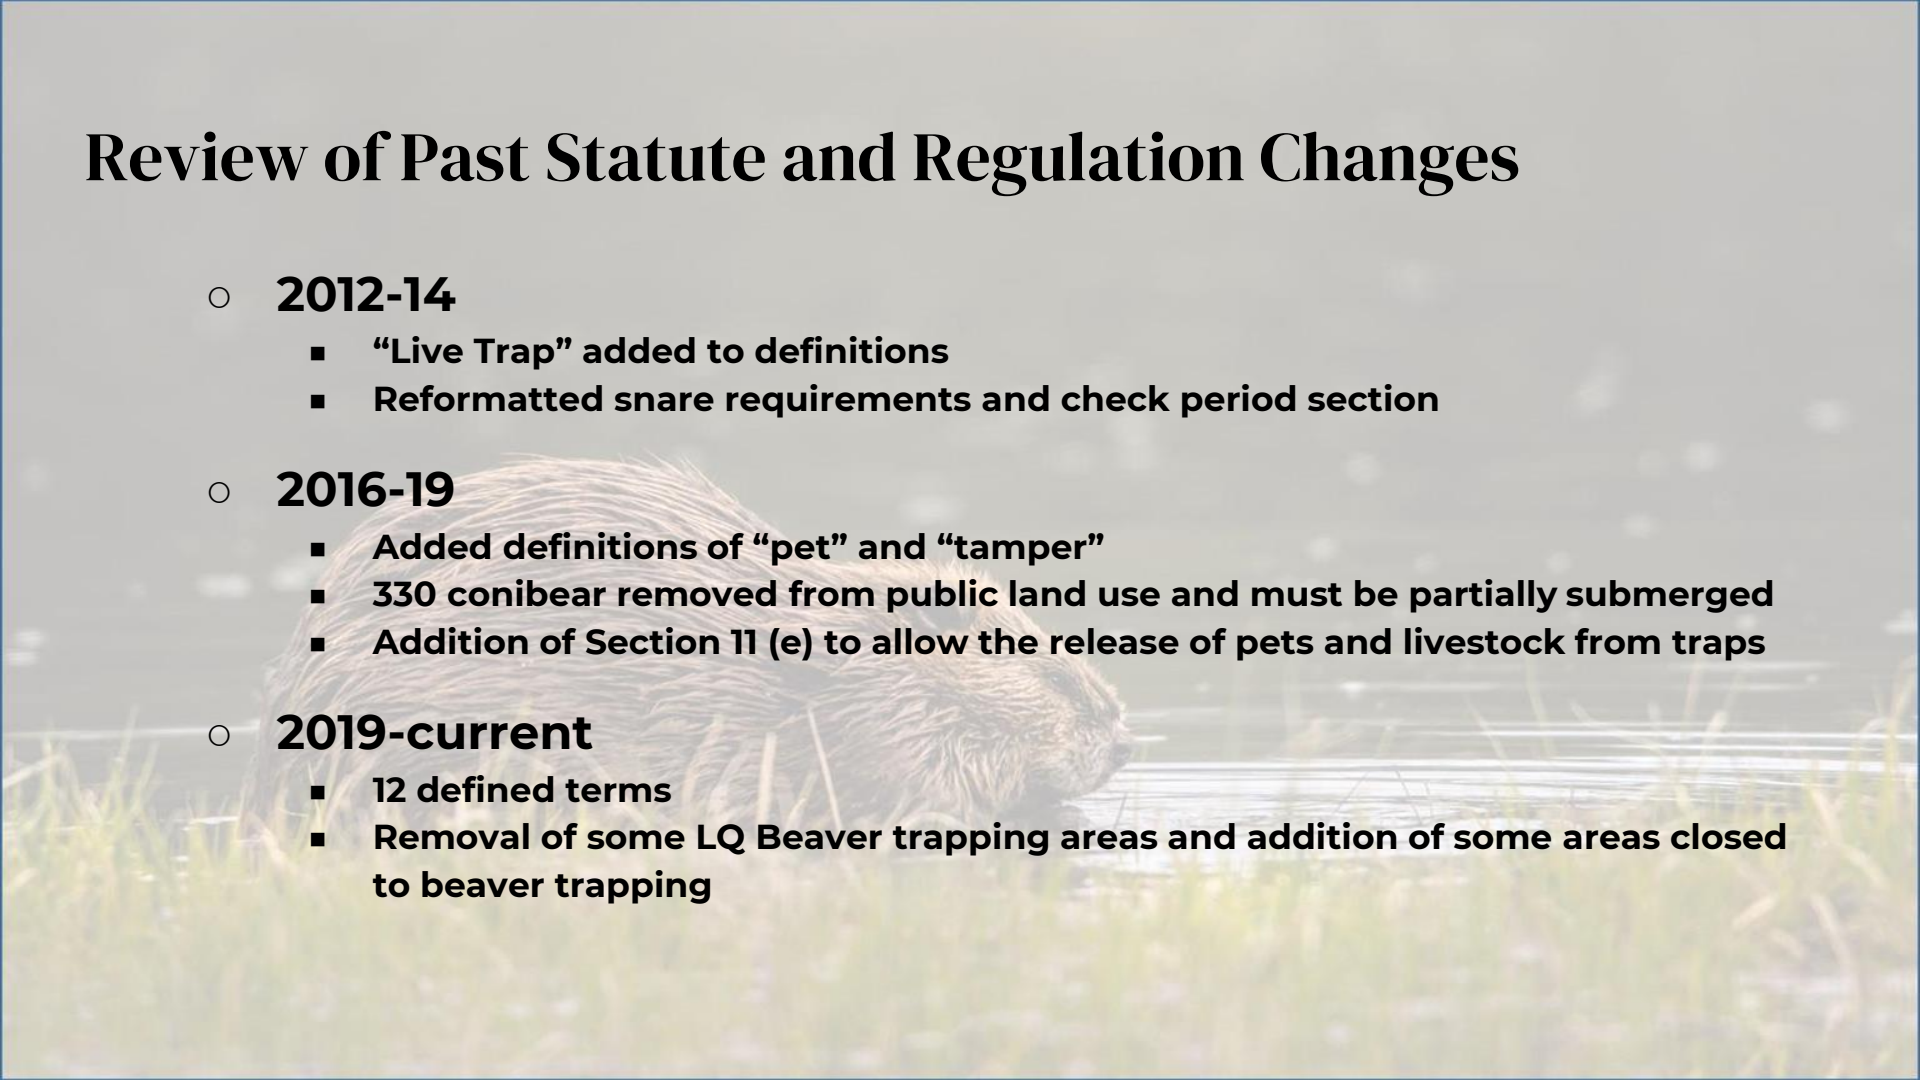 Review of Past Statute and Regulation Changes
○ 2012-14
▪ “Live Trap” added to definitions
▪ Reformatted snare requirements and check period section
○ 2016-19
▪ Added definitions of “pet” and “tamper”
▪ 330 conibear removed from public land use and must be partially submerged
▪ Addition of Section 11 (e) to allow the release of pets and livestock from traps
○ 2019-current
▪ 12 defined terms
▪ Removal of some LQ Beaver trapping areas and addition of some areas closed
to beaver trapping